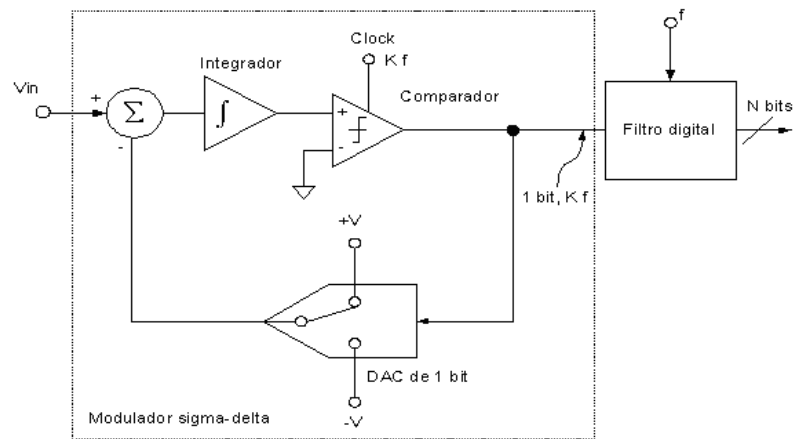 Clock
K f
Integrador
Vin
+
-
Σ
∫
+
-
Comparador
f
Filtro digital
N bits
1 bit, K f
+V
DAC de 1 bit
-V
Modulador sigma-delta